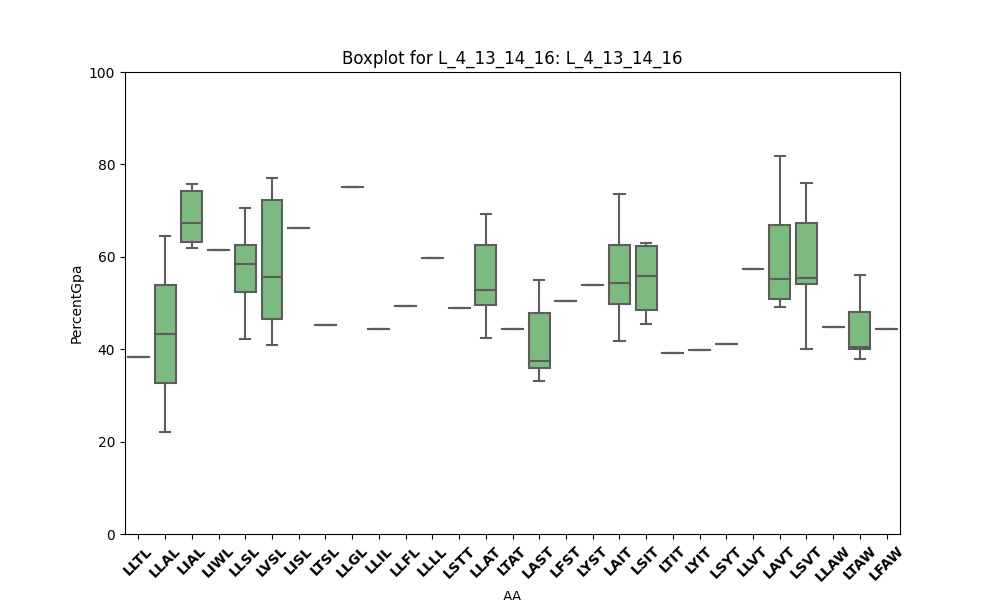 Boxplot for L_4_13_14_16: L_4_13_14_16
100
80
60
40
20
0
PercentGpa
LLTL LLAL LIAL LIWL LLSL LVSL LISL LTSL LLGL LLIL LLFL LLLL LSTT LLAT LTAT LAST LFST LYST LAIT LSIT LTIT LYIT LSYT LLVT LAVT LSVT LLAW LTAW LFAW
AA